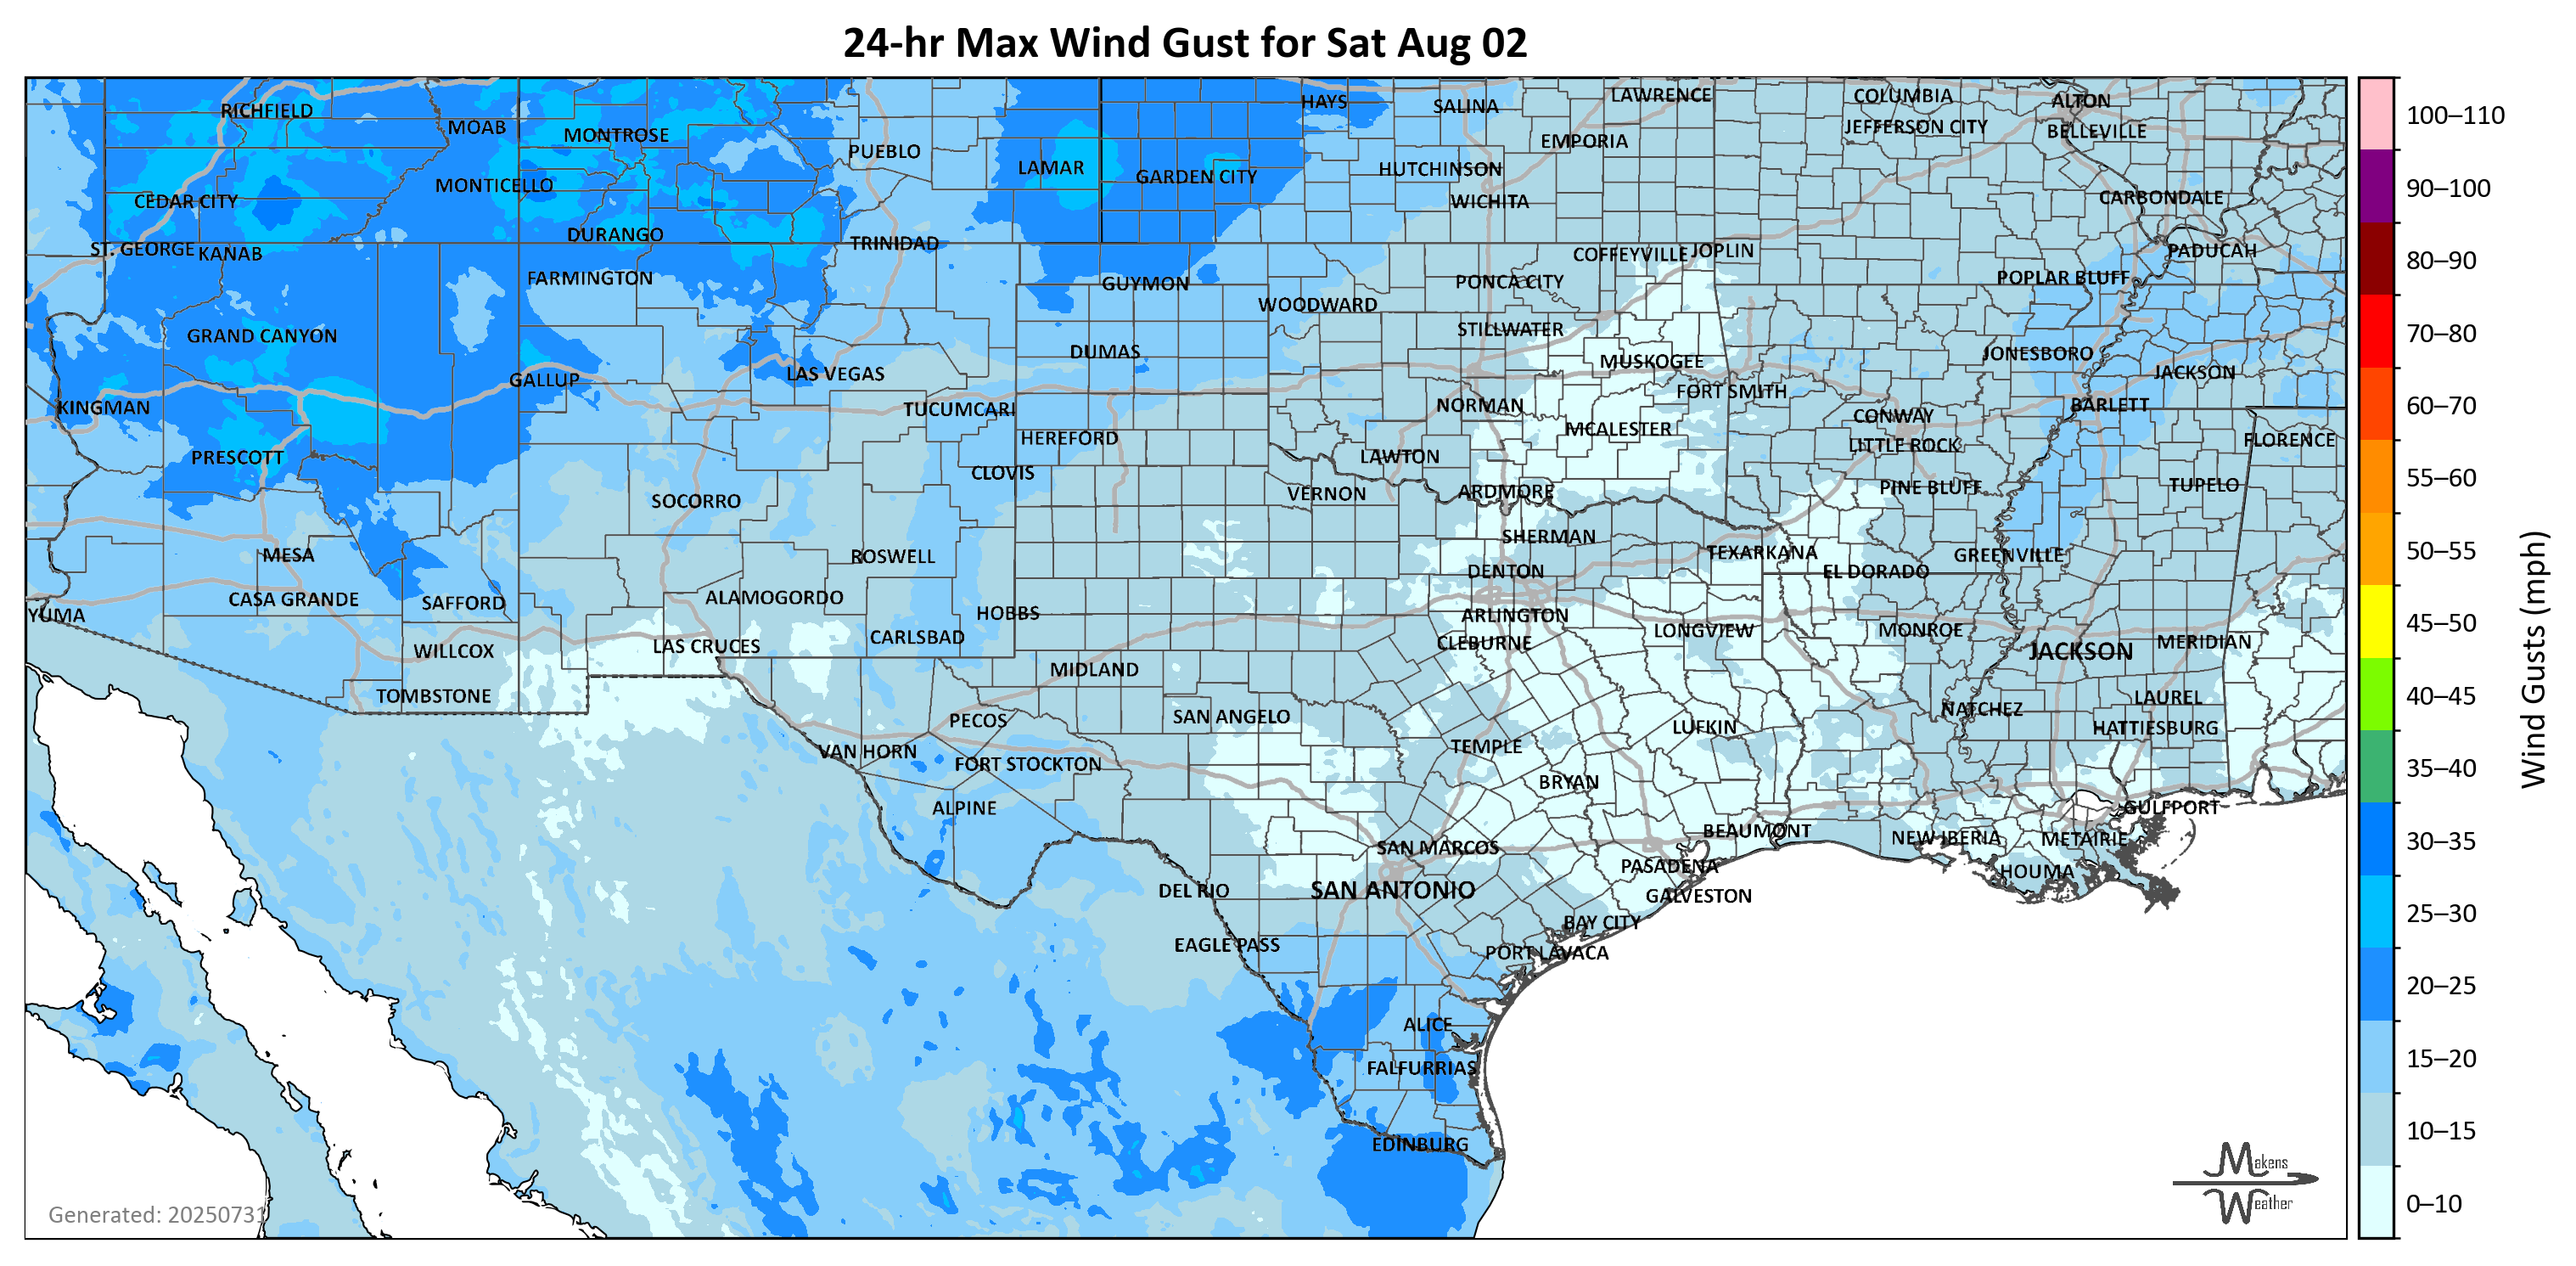 24-hr Max Wind Gust for Sat Aug 02
RICHFIELD
MOAB
MONTROSE
PUEBLO
LAMAR
GARDEN CITY
HAYS
SALINA
LAWRENCE
COLUMBIA
ALTON
JEFFERSON CITY
BELLEVILLE
EMPORIA
HUTCHINSON
MONTICELLO
CEDAR CITY
WICHITA
CARBONDALE
DURANGO
TRINIDAD
ST. GEORGE
KANAB
FARMINGTON
GUYMON
COFFEYVILLE
JOPLIN
PADUCAH
PONCA CITY
POPLAR BLUFF
WOODWARD
GRAND CANYON
STILLWATER
DUMAS
MUSKOGEE
JONESBORO
GALLUP
LAS VEGAS
JACKSON
FORT SMITH
KINGMAN
TUCUMCARI
NORMAN
BARLETT
CONWAY
HEREFORD
MCALESTER
LITTLE ROCK
FLORENCE
PRESCOTT
CLOVIS
LAWTON
SOCORRO
VERNON
ARDMORE
PINE BLUFF
TUPELO
MESA
ROSWELL
SHERMAN
TEXARKANA
GREENVILLE
DENTON
EL DORADO
CASA GRANDE
SAFFORD
ALAMOGORDO
HOBBS
YUMA
ARLINGTON
CARLSBAD
CLEBURNE
LONGVIEW
MONROE
WILLCOX
LAS CRUCES
MIDLAND
JACKSON
MERIDIAN
TOMBSTONE
LAUREL
PECOS
SAN ANGELO
NATCHEZ
HATTIESBURG
LUFKIN
VAN HORN
TEMPLE
FORT STOCKTON
BRYAN
ALPINE
GULFPORT
BEAUMONT
NEW IBERIA
METAIRIE
SAN MARCOS
PASADENA
HOUMA
DEL RIO
SAN ANTONIO
GALVESTON
BAY CITY
EAGLE PASS
PORT LAVACA
ALICE
FALFURRIAS
EDINBURG
Generated: 20250731
Makens
Weather
100–110
90–100
80–90
70–80
60–70
55–60
50–55
45–50
40–45
35–40
30–35
25–30
20–25
15–20
10–15
0–10
Wind Gusts (mph)